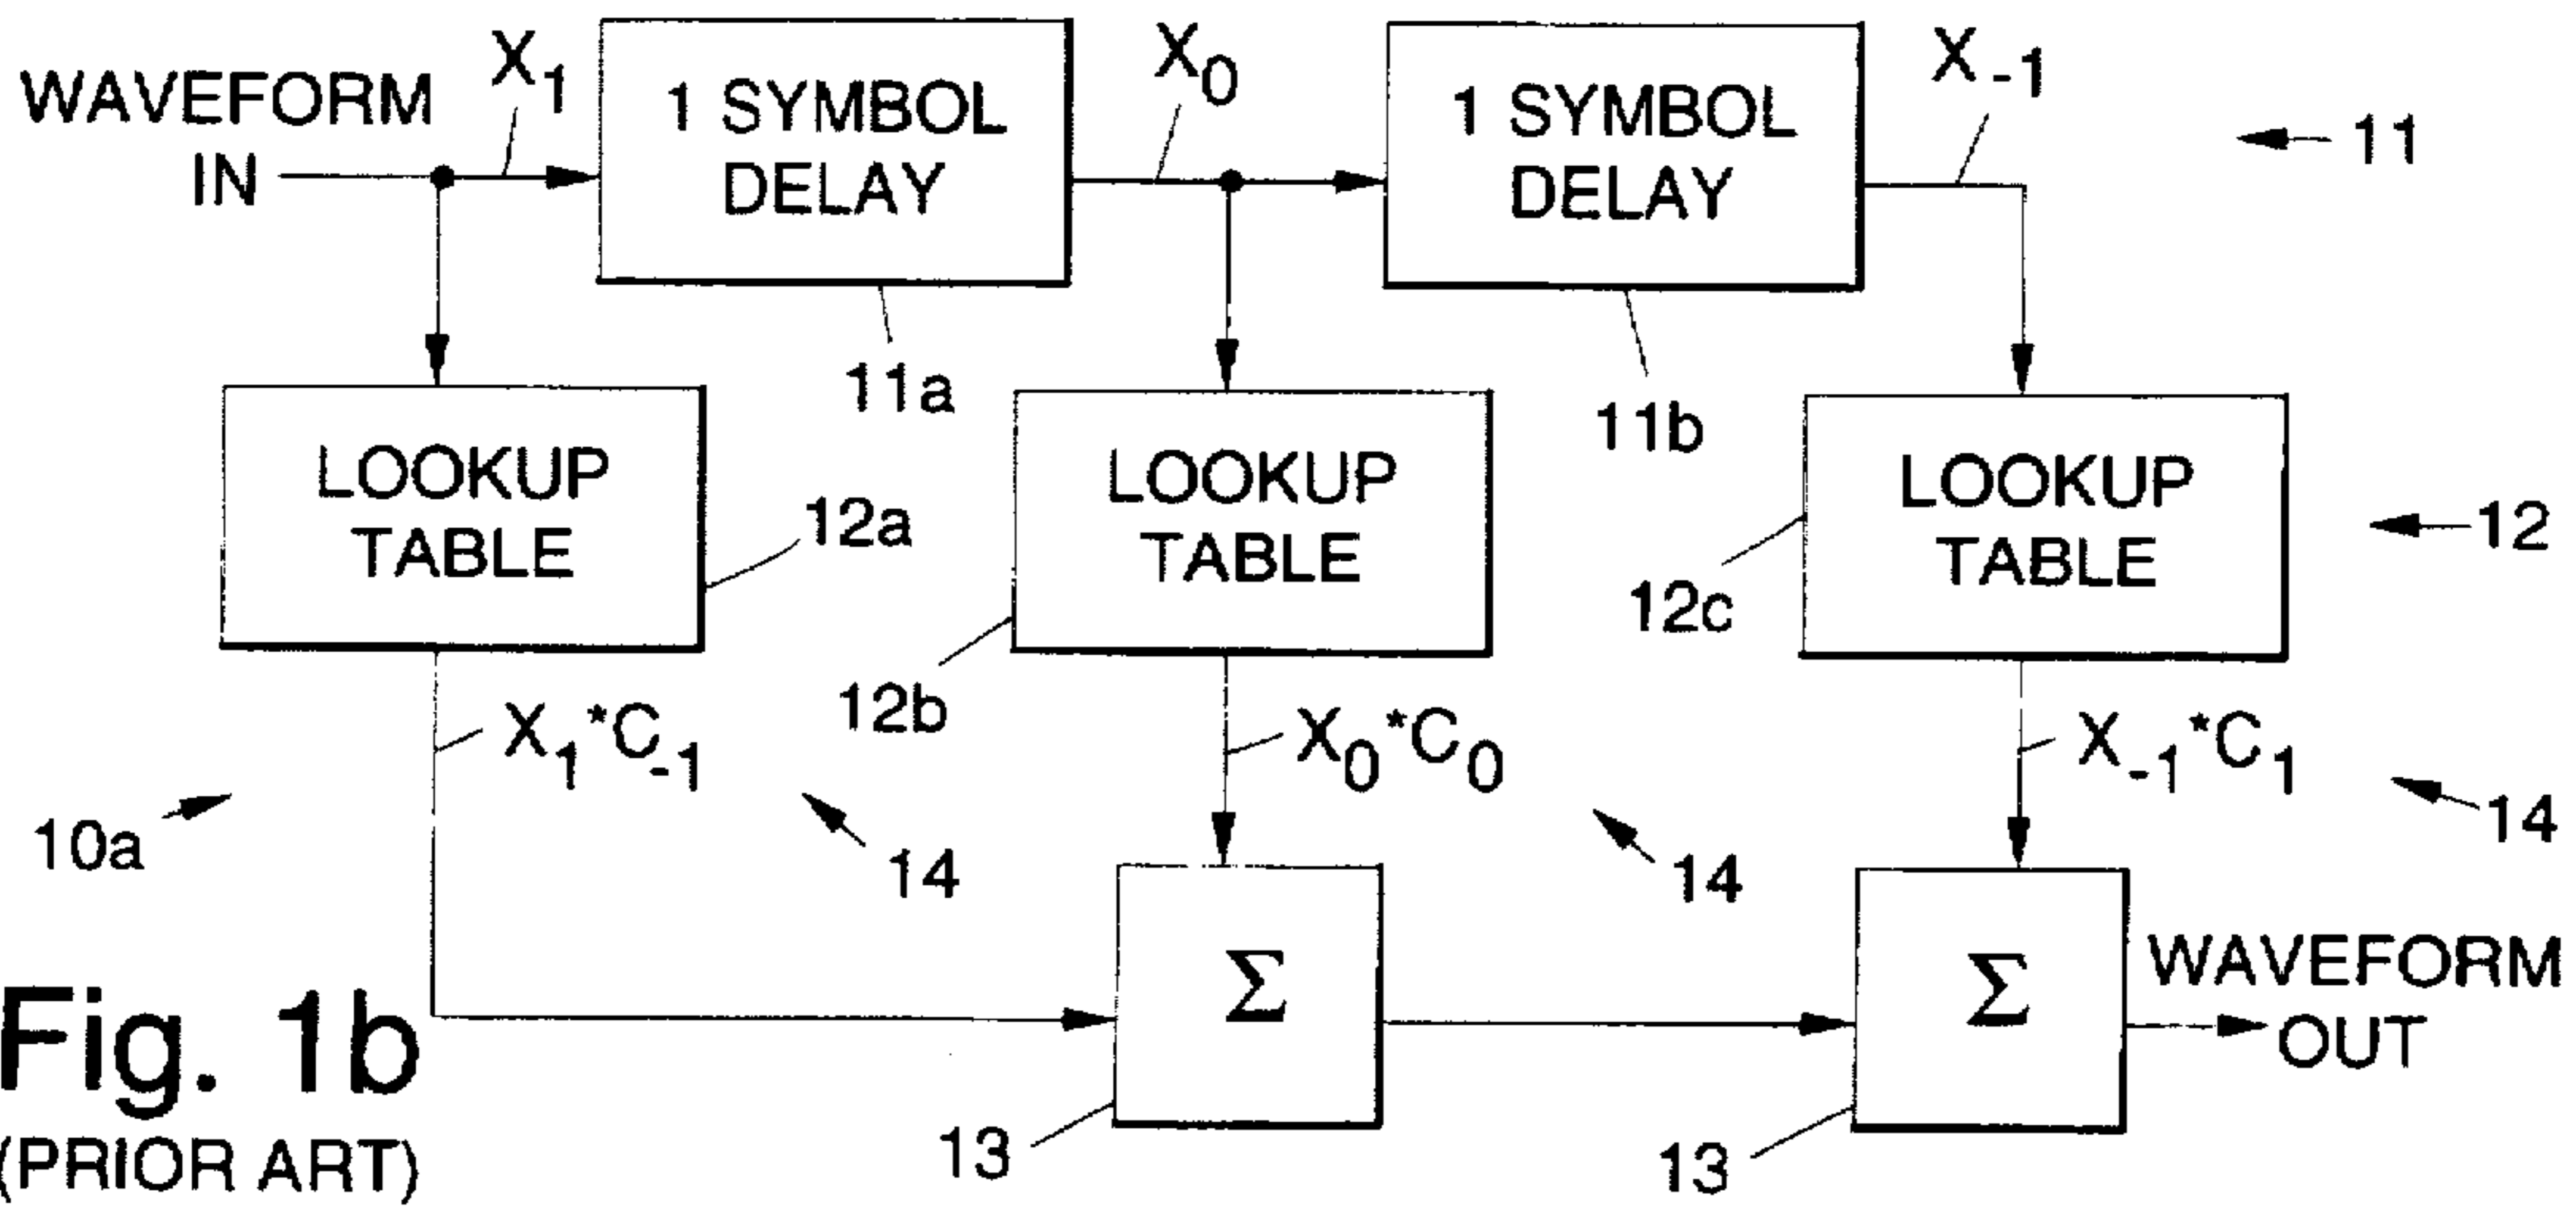 WAVEFORM
IN
X₁
1 SYMBOL
DELAY
X₀
1 SYMBOL
DELAY
X₋₁
11
11a
11b
LOOKUP
TABLE
12a
LOOKUP
TABLE
12b
LOOKUP
TABLE
12c
12
X₁*C₋₁
X₀*C₀
X₋₁*C₁
10a
14
14
14
Σ
13
Σ
13
WAVEFORM
OUT
Fig. 1b
(PRIOR ART)